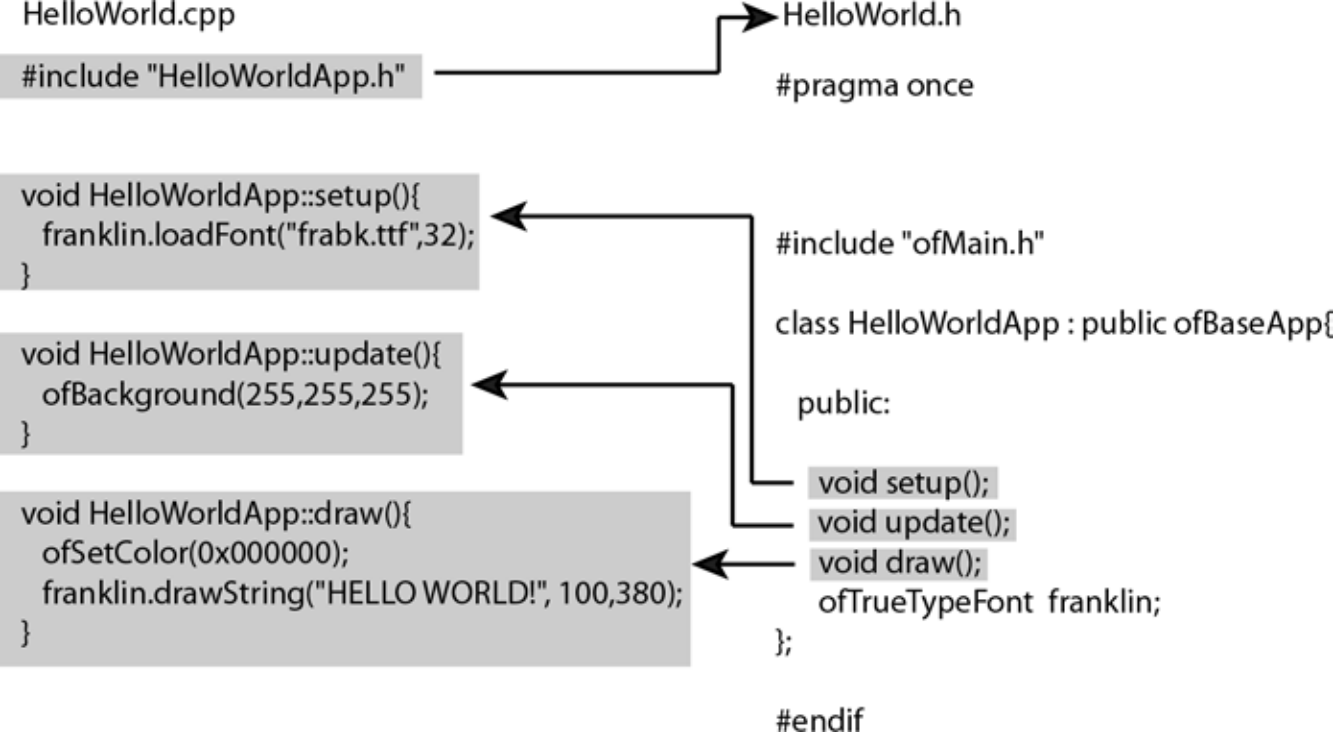 HelloWorld.cpp
#include "HelloWorldApp.h"
void HelloWorldApp::setup(){
franklin.loadFont("frabk.ttf",32);
}
void HelloWorldApp::update(){
ofBackground(255,255,255);
}
void HelloWorldApp::draw(){
ofSetColor(0x000000);
franklin.drawString("HELLO WORLD!", 100,380);
}
HelloWorld.h
#pragma once
#include "ofMain.h"
class HelloWorldApp : public ofBaseApp{
public:
void setup();
void update();
void draw();
ofTrueTypeFont franklin;
};
#endif